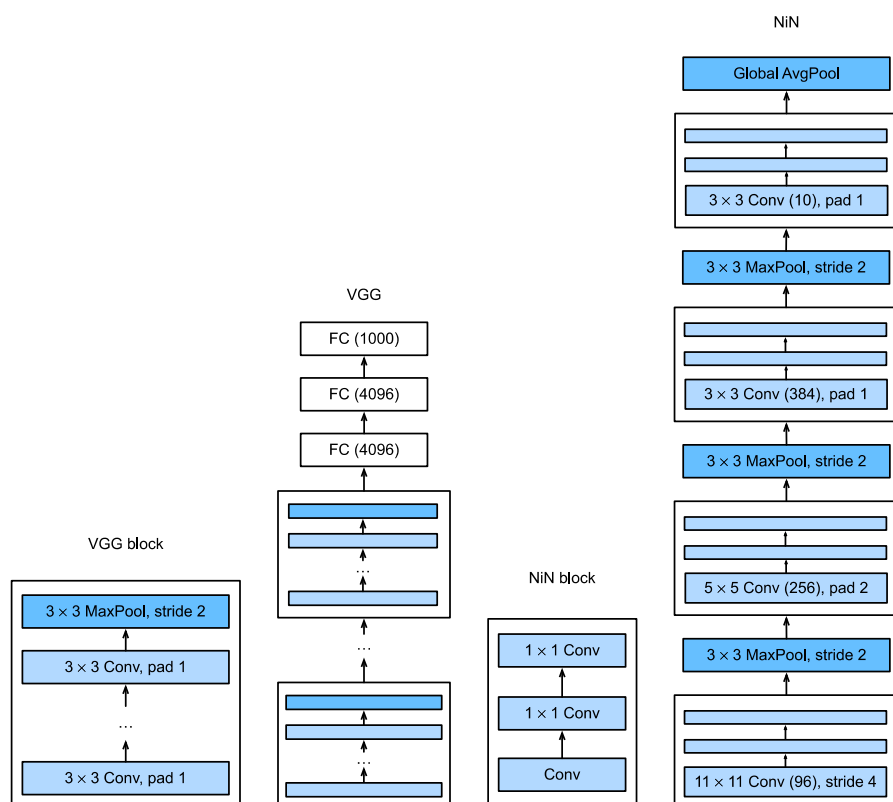 VGG block
3 × 3 MaxPool, stride 2
3 × 3 Conv, pad 1
...
3 × 3 Conv, pad 1
VGG
FC (1000)
FC (4096)
FC (4096)
...
...
...
NiN block
1 × 1 Conv
1 × 1 Conv
Conv
NiN
Global AvgPool
3 × 3 Conv (10), pad 1
3 × 3 MaxPool, stride 2
3 × 3 Conv (384), pad 1
3 × 3 MaxPool, stride 2
5 × 5 Conv (256), pad 2
3 × 3 MaxPool, stride 2
11 × 11 Conv (96), stride 4